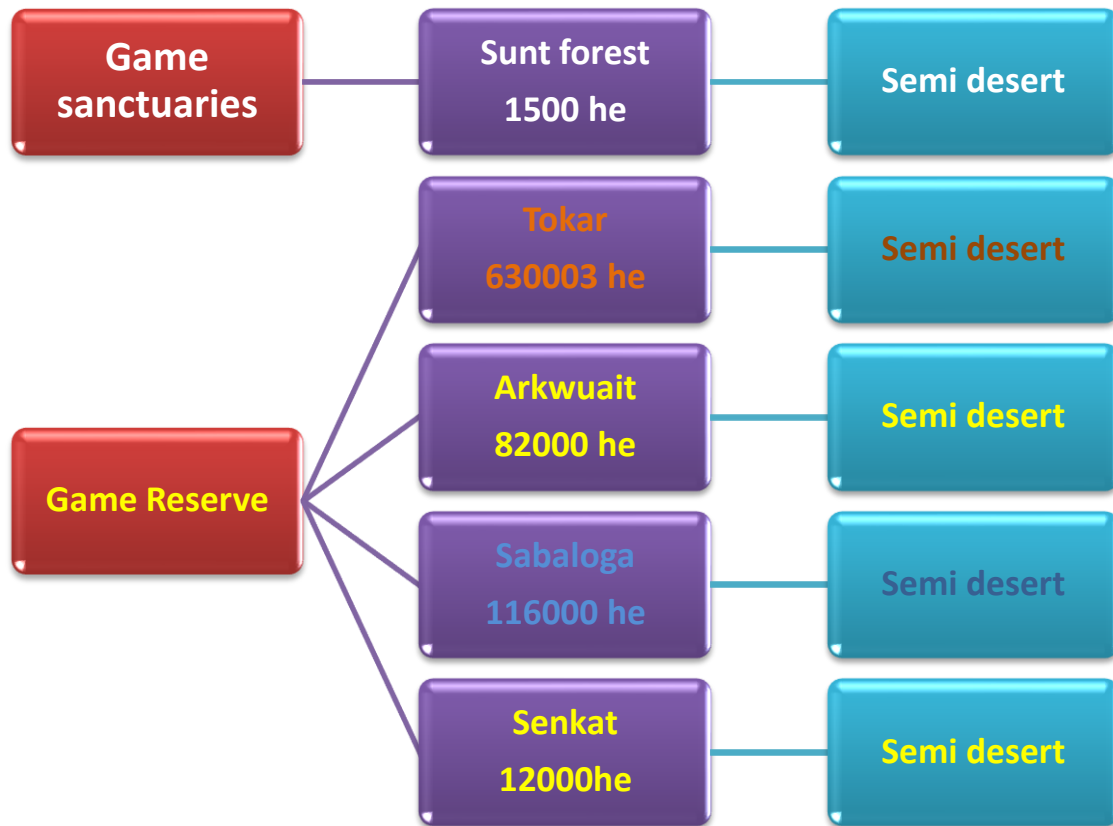 Game
sanctuaries
Sunt forest
1500 he
Semi desert
Tokar
630003 he
Semi desert
Arkwuait
82000 he
Semi desert
Game Reserve
Sabaloga
116000 he
Semi desert
Senkat
12000he
Semi desert